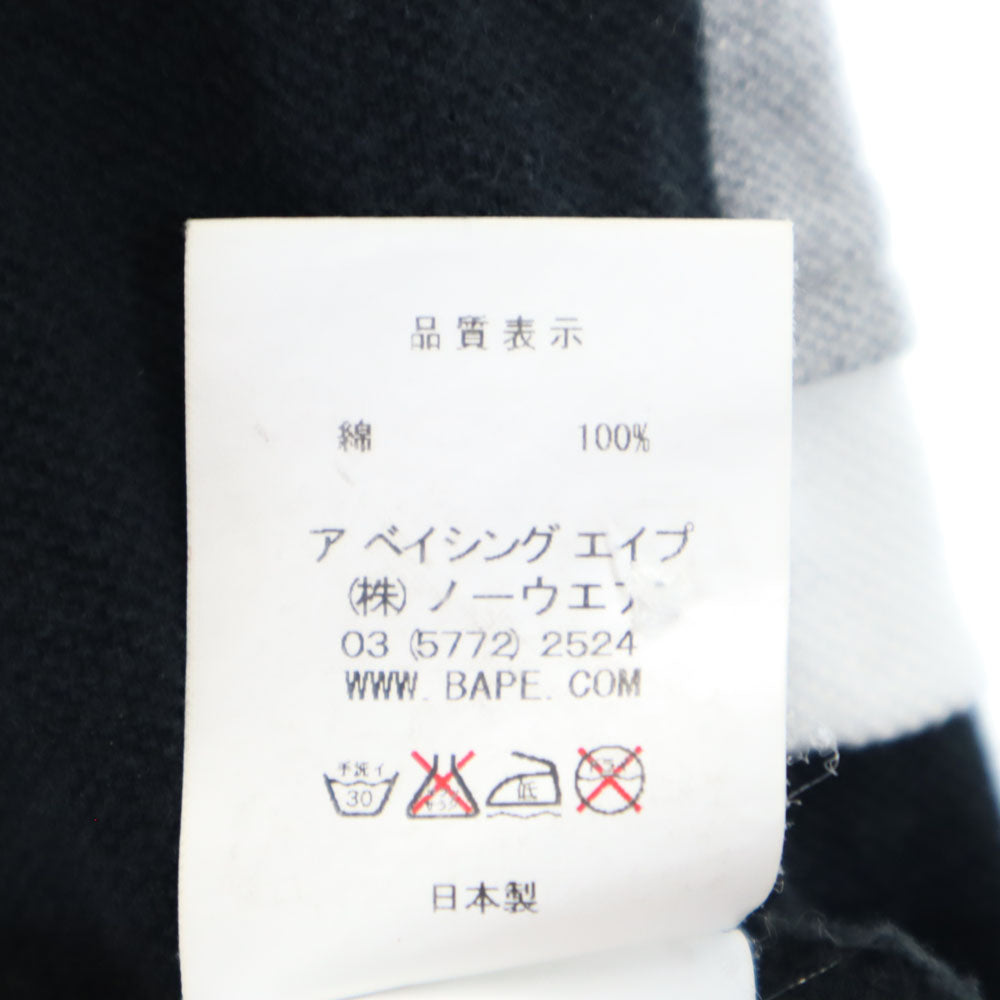 品質表示
綿 100%
ア ベイシング エイプ
(株) ノーウエア
03 (5772) 2524
WWW. BAPE. COM
手洗イ 30 低
日本製